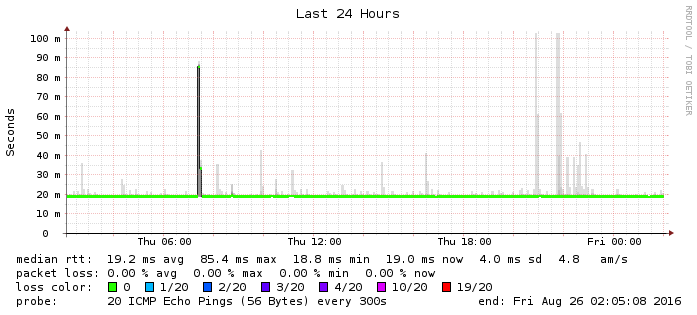 Last 24 Hours
RRDTOOL / TOBI OETIKER
Seconds
100 m
90 m
80 m
70 m
60 m
50 m
40 m
30 m
20 m
10 m
0
Thu 06:00 Thu 12:00 Thu 18:00 Fri 00:00
median rtt: 19.2 ms avg 85.4 ms max 18.8 ms min 19.0 ms now 4.0 ms sd 4.8 am/s
packet loss: 0.00 % avg 0.00 % max 0.00 % min 0.00 % now
loss color: 0 1/20 2/20 3/20 4/20 10/20 19/20
probe: 20 ICMP Echo Pings (56 Bytes) every 300s end: Fri Aug 26 02:05:08 2016